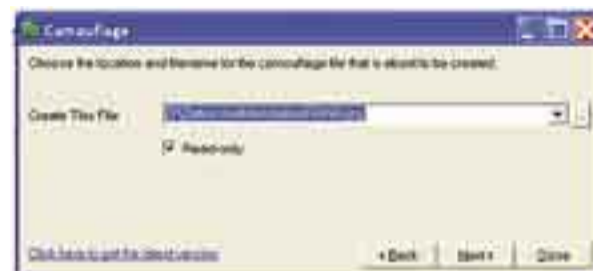 Camouflage
Choose the location and filename for the camouflage file that is about to be created.
Create This File
Read-only
Click here to get the latest version
< Back
Next >
Close